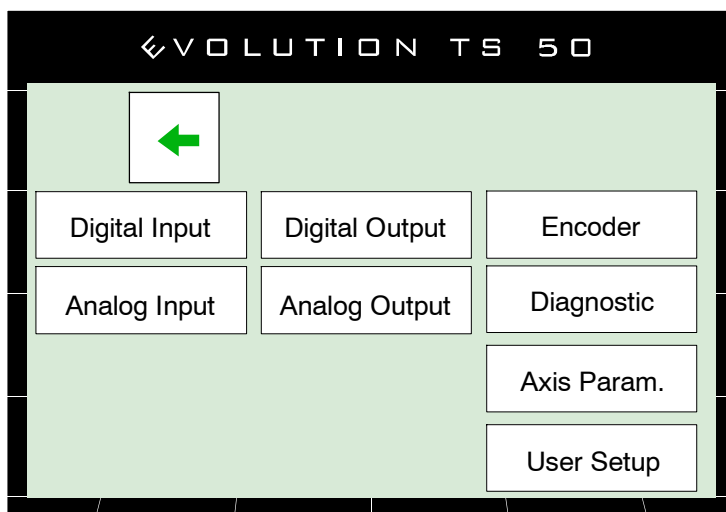 EVOLUTION TS 50
Digital Input Digital Output Encoder
Analog Input Analog Output Diagnostic
Axis Param.
User Setup